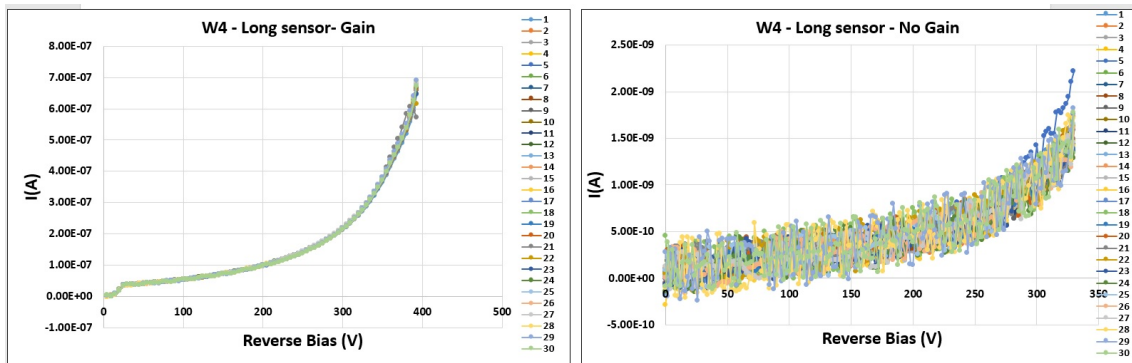 W4 - Long sensor- Gain
8.00E-07
7.00E-07
6.00E-07
5.00E-07
4.00E-07
3.00E-07
2.00E-07
1.00E-07
0.00E+00
-1.00E-07
I(A)
0 100 200 300 400 500
Reverse Bias (V)
1
2
3
4
5
6
7
8
9
10
11
12
13
14
15
16
17
18
19
20
21
22
23
24
25
26
27
28
29
30
W4 - Long sensor - No Gain
2.50E-09
2.00E-09
1.50E-09
1.00E-09
5.00E-10
0.00E+00
-5.00E-10
I(A)
0 50 100 150 200 250 300 350
Reverse Bias (V)
1
2
3
4
5
6
7
8
9
10
11
12
13
14
15
16
17
18
19
20
21
22
23
24
25
26
27
28
29
30